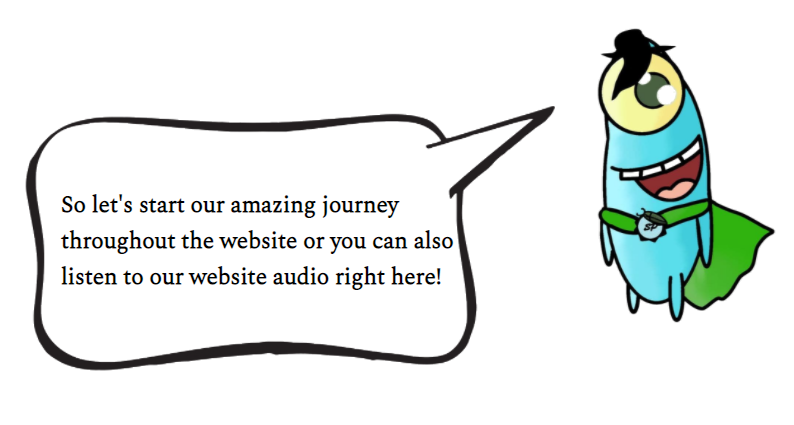 So let's start our amazing journey
throughout the website or you can also
listen to our website audio right here!
SP